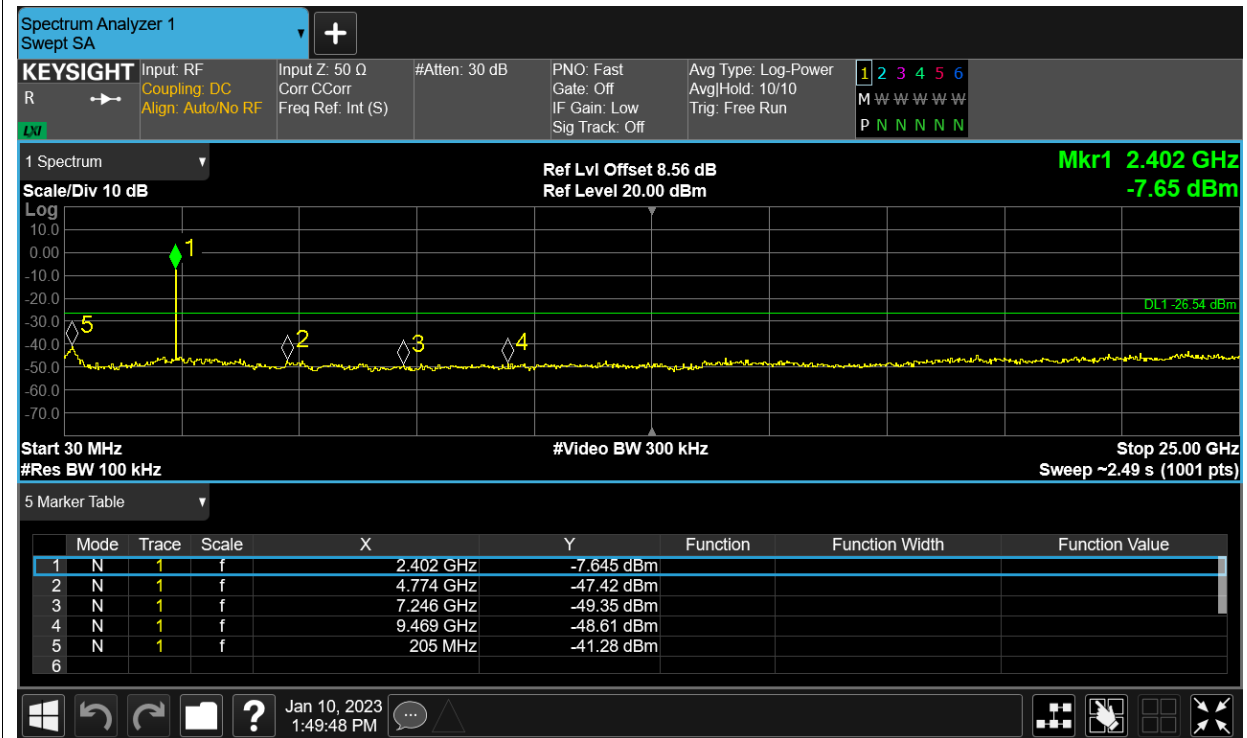 Spectrum Analyzer 1
Swept SA
+
KEYSIGHT
R
LXI
Input: RF
Coupling: DC
Align: Auto/No RF
Input Z: 50 Ω
Corr CCorr
Freq Ref: Int (S)
#Atten: 30 dB
PNO: Fast
Gate: Off
IF Gain: Low
Sig Track: Off
Avg Type: Log-Power
Avg|Hold: 10/10
Trig: Free Run
1 2 3 4 5 6
M W W W W W
P N N N N N
1 Spectrum
Scale/Div 10 dB
Ref Lvl Offset 8.56 dB
Ref Level 20.00 dBm
Mkr1 2.402 GHz
-7.65 dBm
Log
10.0
0.00
-10.0
-20.0
-30.0
-40.0
-50.0
-60.0
-70.0
1
5
2
3
4
DL1 -26.54 dBm
Start 30 MHz
#Video BW 300 kHz
Stop 25.00 GHz
#Res BW 100 kHz
Sweep ~2.49 s (1001 pts)
5 Marker Table
Mode Trace Scale X Y Function Function Width Function Value
1 N 1 f 2.402 GHz -7.645 dBm
2 N 1 f 4.774 GHz -47.42 dBm
3 N 1 f 7.246 GHz -49.35 dBm
4 N 1 f 9.469 GHz -48.61 dBm
5 N 1 f 205 MHz -41.28 dBm
6
?
Jan 10, 2023
1:49:48 PM